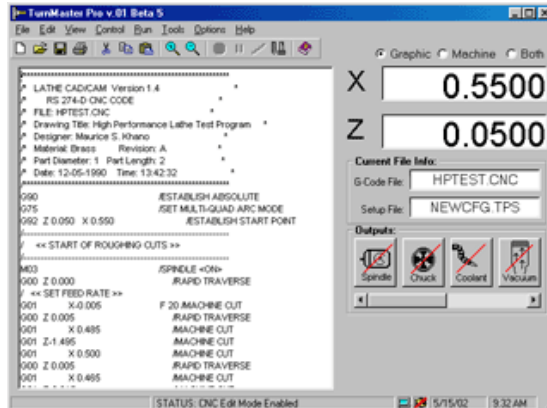 TurnMaster Pro v.01 Beta 5
File Edit View Control Run Tools Options Help
Graphic Machine Both
/* LATHE CAD/CAM Version 1.4 *
/* RS 274-D CNC CODE *
/* FILE: HPTEST.CNC *
/* Drawing Title: High Performance Lathe Test Program *
/* Designer: Maurice S. Khano *
/* Material: Brass Revision: A *
/* Part Diameter: 1 Part Length: 2 *
/* Date: 12-05-1990 Time: 13:42:32 *
G90 /ESTABLISH ABSOLUTE
G75 /SET MULTI-QUAD ARC MODE
G92 Z 0.050 X 0.550 /ESTABLISH START POINT
/ << START OF ROUGHING CUTS >>
M03 /SPINDLE <ON>
G00 Z 0.000 /RAPID TRAVERSE
/ << SET FEED RATE >>
G01 X-0.005 F 20 /MACHINE CUT
G00 Z 0.005 /RAPID TRAVERSE
G01 X 0.485 /MACHINE CUT
G01 Z-1.495 /MACHINE CUT
G01 X 0.500 /MACHINE CUT
G00 Z 0.005 /RAPID TRAVERSE
G01 X 0.465 /MACHINE CUT
X 0.5500
Z 0.0500
Current File Info:
G-Code File: HPTEST.CNC
Setup File: NEWCFG.TPS
Outputs:
Spindle Chuck Coolant Vacuum
STATUS: CNC Edit Mode Enabled 5/15/02 9:32 AM